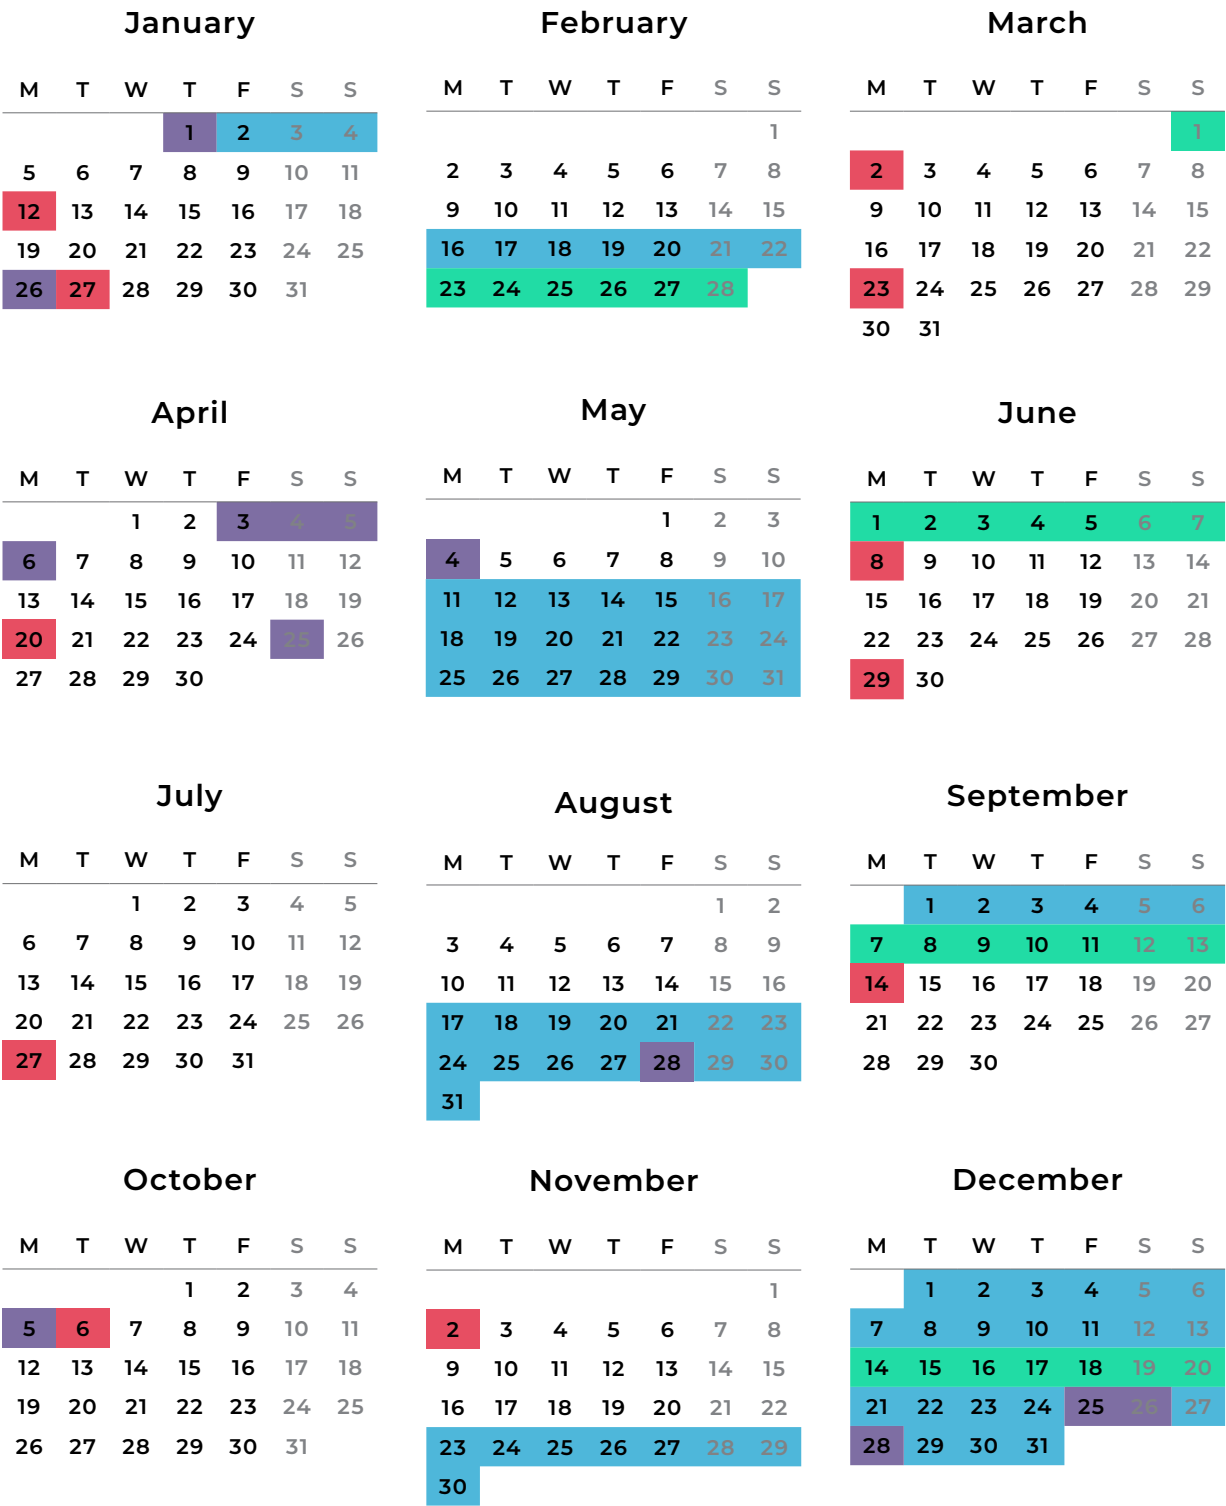 January
M T W T F S S
1 2 3 4
5 6 7 8 9 10 11
12 13 14 15 16 17 18
19 20 21 22 23 24 25
26 27 28 29 30 31
February
M T W T F S S
1
2 3 4 5 6 7 8
9 10 11 12 13 14 15
16 17 18 19 20 21 22
23 24 25 26 27 28
March
M T W T F S S
1
2 3 4 5 6 7 8
9 10 11 12 13 14 15
16 17 18 19 20 21 22
23 24 25 26 27 28 29
30 31
April
M T W T F S S
1 2 3 4 5
6 7 8 9 10 11 12
13 14 15 16 17 18 19
20 21 22 23 24 25 26
27 28 29 30
May
M T W T F S S
1 2 3
4 5 6 7 8 9 10
11 12 13 14 15 16 17
18 19 20 21 22 23 24
25 26 27 28 29 30 31
June
M T W T F S S
1 2 3 4 5 6 7
8 9 10 11 12 13 14
15 16 17 18 19 20 21
22 23 24 25 26 27 28
29 30
July
M T W T F S S
1 2 3 4 5
6 7 8 9 10 11 12
13 14 15 16 17 18 19
20 21 22 23 24 25 26
27 28 29 30 31
August
M T W T F S S
1 2
3 4 5 6 7 8 9
10 11 12 13 14 15 16
17 18 19 20 21 22 23
24 25 26 27 28 29 30
31
September
M T W T F S S
1 2 3 4 5 6
7 8 9 10 11 12 13
14 15 16 17 18 19 20
21 22 23 24 25 26 27
28 29 30
October
M T W T F S S
1 2 3 4
5 6 7 8 9 10 11
12 13 14 15 16 17 18
19 20 21 22 23 24 25
26 27 28 29 30 31
November
M T W T F S S
1
2 3 4 5 6 7 8
9 10 11 12 13 14 15
16 17 18 19 20 21 22
23 24 25 26 27 28 29
30
December
M T W T F S S
1 2 3 4 5 6
7 8 9 10 11 12 13
14 15 16 17 18 19 20
21 22 23 24 25 26 27
28 29 30 31